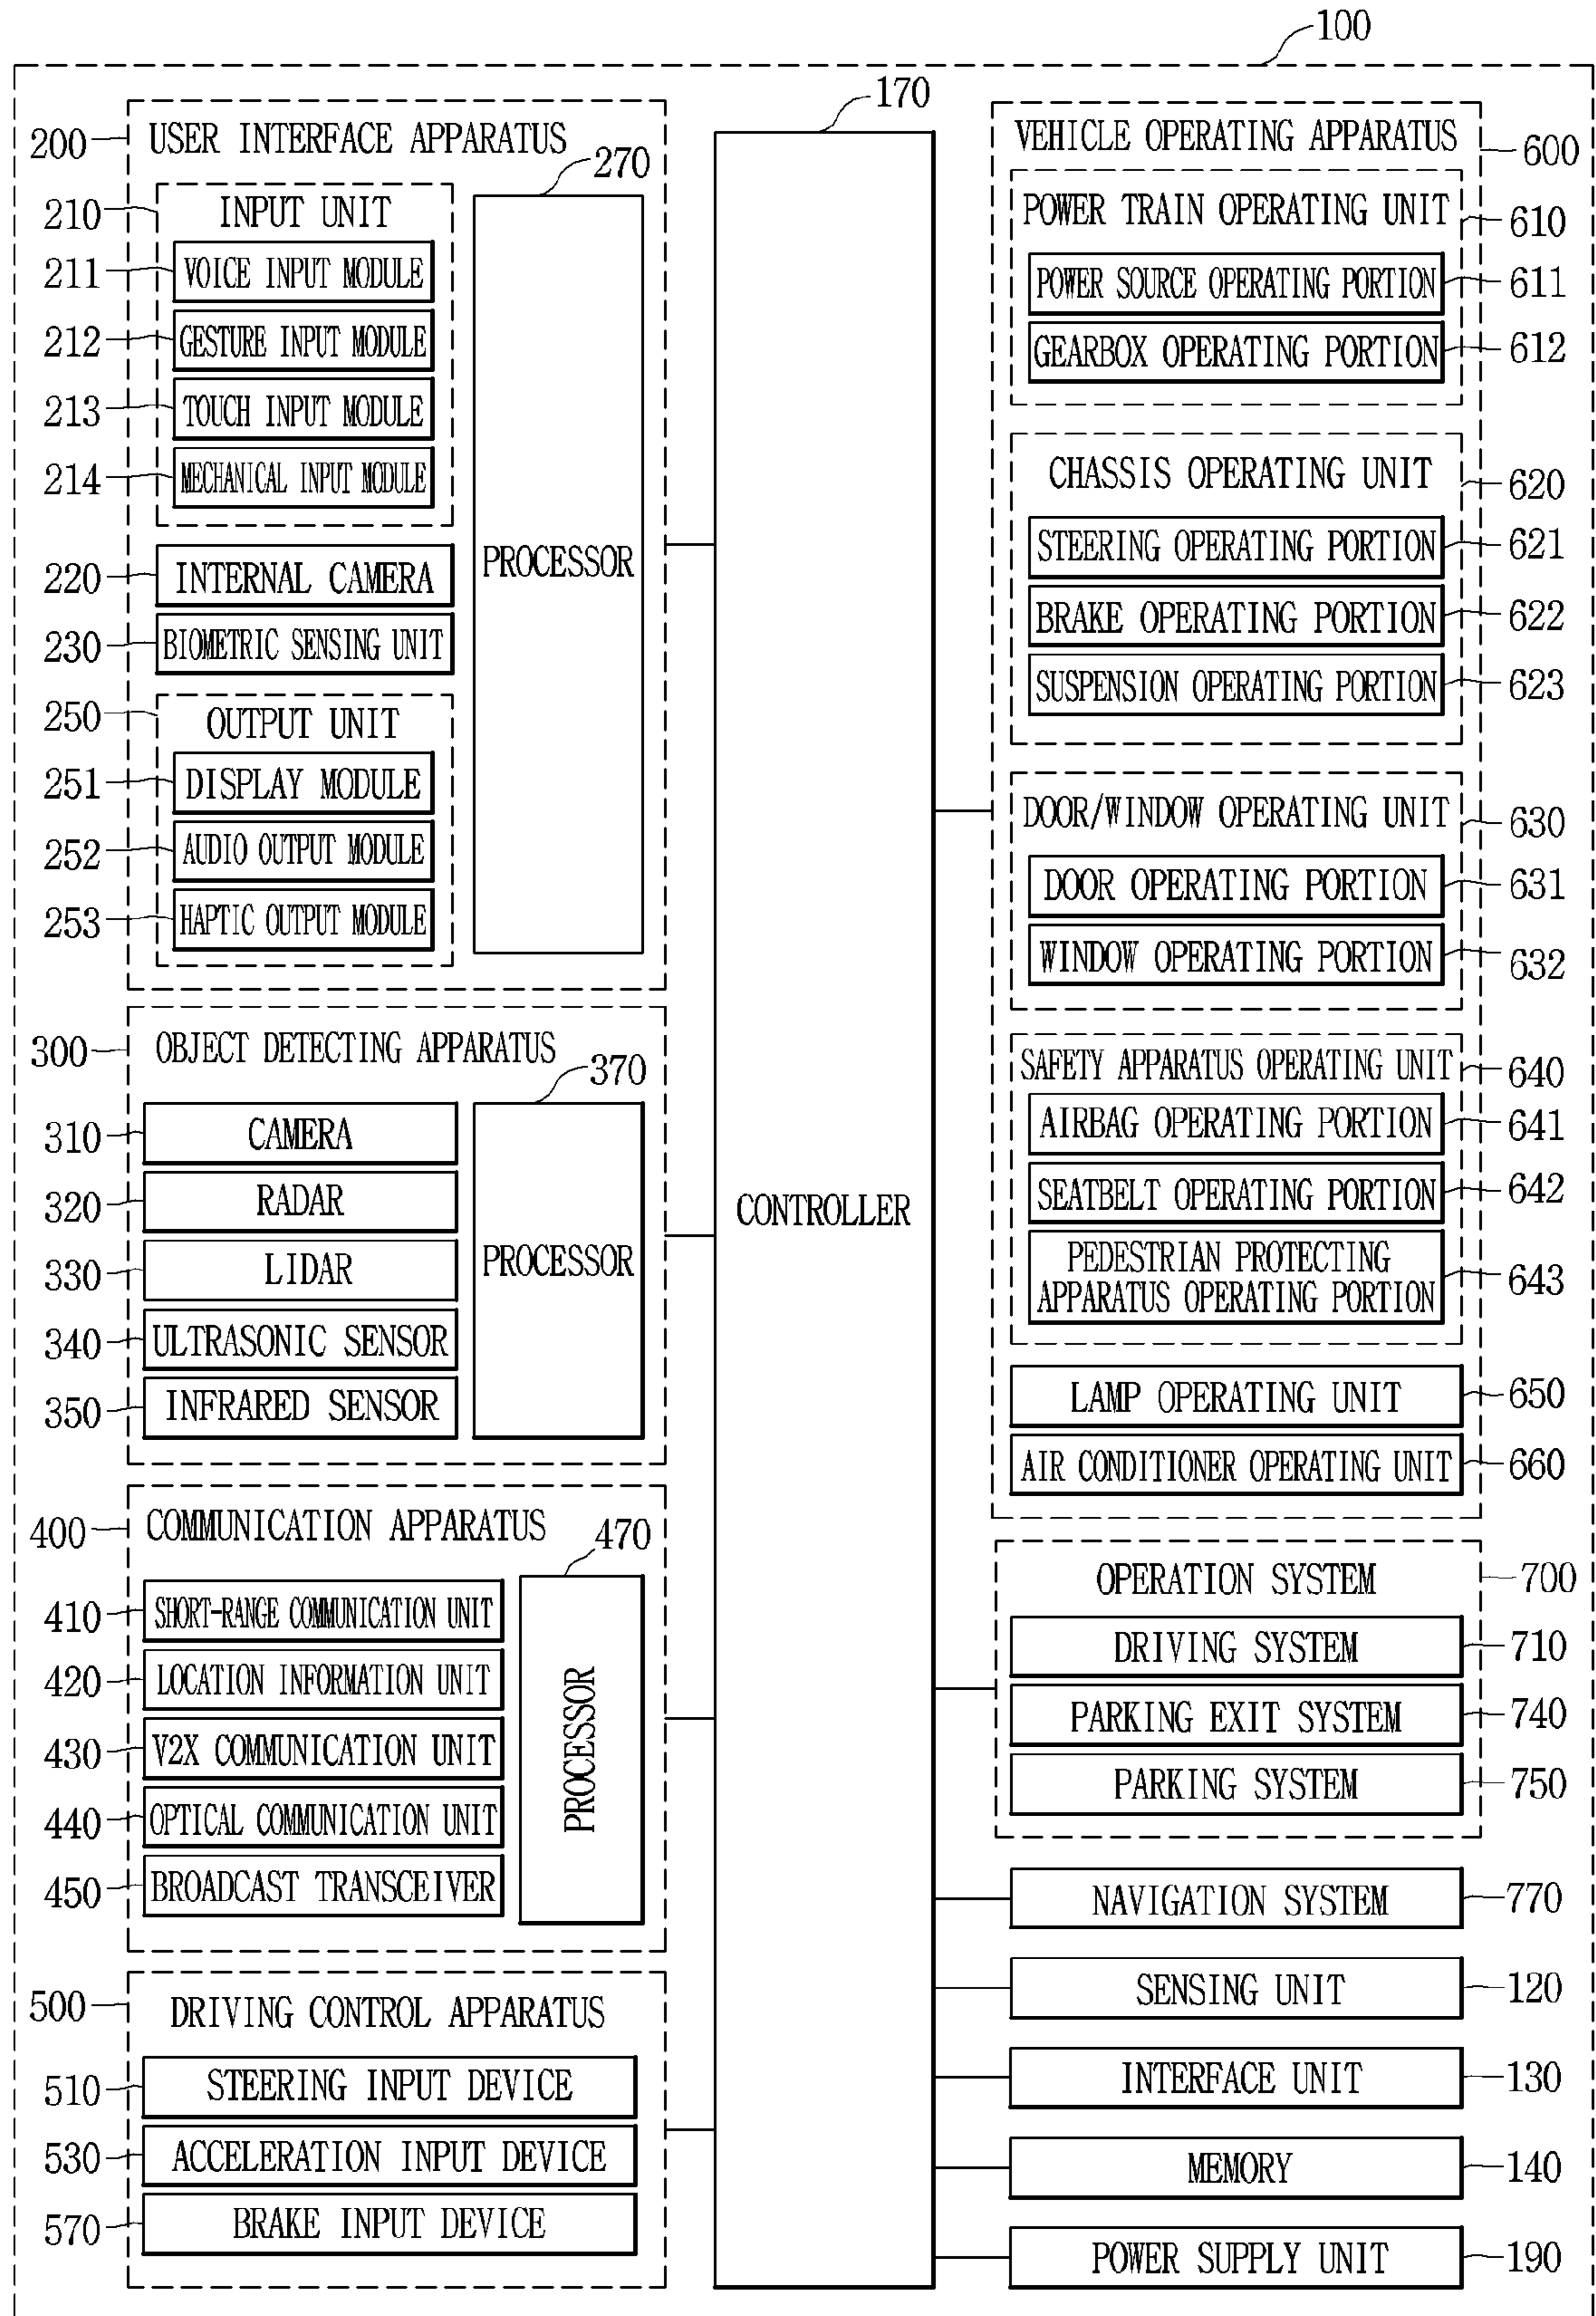 100
170
200
USER INTERFACE APPARATUS
270
210
INPUT UNIT
211
VOICE INPUT MODULE
212
GESTURE INPUT MODULE
213
TOUCH INPUT MODULE
214
MECHANICAL INPUT MODULE
PROCESSOR
220
INTERNAL CAMERA
230
BIOMETRIC SENSING UNIT
250
OUTPUT UNIT
251
DISPLAY MODULE
252
AUDIO OUTPUT MODULE
253
HAPTIC OUTPUT MODULE
300
OBJECT DETECTING APPARATUS
370
310
CAMERA
320
RADAR
330
LIDAR
PROCESSOR
340
ULTRASONIC SENSOR
350
INFRARED SENSOR
400
COMMUNICATION APPARATUS
470
410
SHORT-RANGE COMMUNICATION UNIT
420
LOCATION INFORMATION UNIT
430
V2X COMMUNICATION UNIT
PROCESSOR
440
OPTICAL COMMUNICATION UNIT
450
BROADCAST TRANSCEIVER
500
DRIVING CONTROL APPARATUS
510
STEERING INPUT DEVICE
530
ACCELERATION INPUT DEVICE
570
BRAKE INPUT DEVICE
CONTROLLER
VEHICLE OPERATING APPARATUS
600
POWER TRAIN OPERATING UNIT
610
POWER SOURCE OPERATING PORTION
611
GEARBOX OPERATING PORTION
612
CHASSIS OPERATING UNIT
620
STEERING OPERATING PORTION
621
BRAKE OPERATING PORTION
622
SUSPENSION OPERATING PORTION
623
DOOR/WINDOW OPERATING UNIT
630
DOOR OPERATING PORTION
631
WINDOW OPERATING PORTION
632
SAFETY APPARATUS OPERATING UNIT
640
AIRBAG OPERATING PORTION
641
SEATBELT OPERATING PORTION
642
PEDESTRIAN PROTECTING
APPARATUS OPERATING PORTION
643
LAMP OPERATING UNIT
650
AIR CONDITIONER OPERATING UNIT
660
OPERATION SYSTEM
700
DRIVING SYSTEM
710
PARKING EXIT SYSTEM
740
PARKING SYSTEM
750
NAVIGATION SYSTEM
770
SENSING UNIT
120
INTERFACE UNIT
130
MEMORY
140
POWER SUPPLY UNIT
190